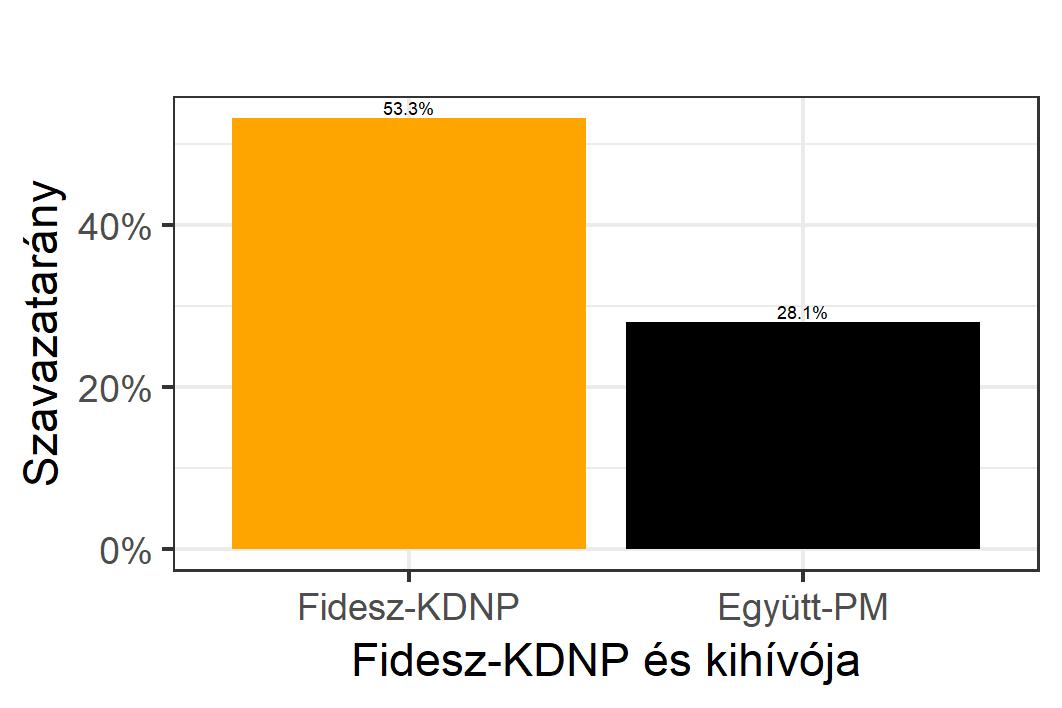 53.3%
28.1%
Szavazatarány
40%
20%
0%
Fidesz-KDNP
Együtt-PM
Fidesz-KDNP és kihívója